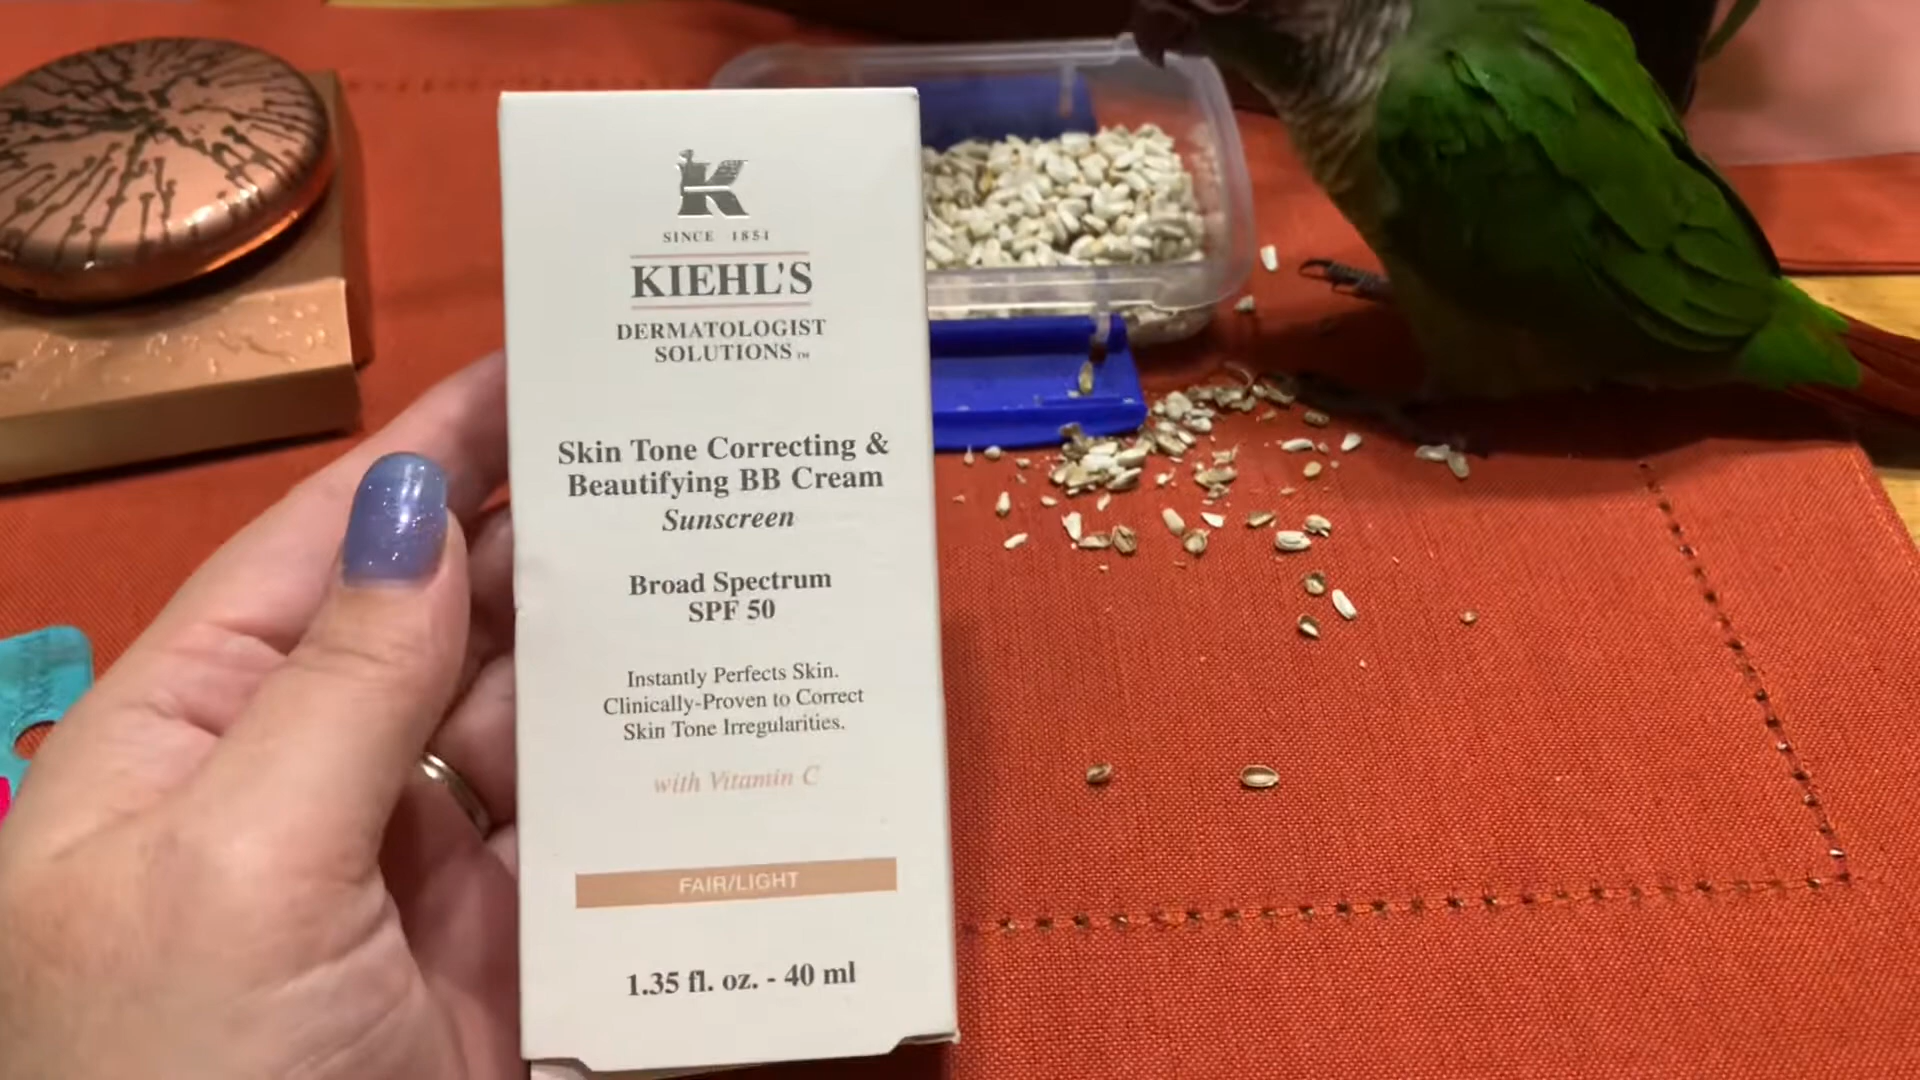 K
SINCE 1851
KIEHL'S
DERMATOLOGIST
SOLUTIONS™
Skin Tone Correcting &
Beautifying BB Cream
Sunscreen
Broad Spectrum
SPF 50
Instantly Perfects Skin.
Clinically-Proven to Correct
Skin Tone Irregularities.
with Vitamin C
FAIR/LIGHT
1.35 fl. oz. - 40 ml